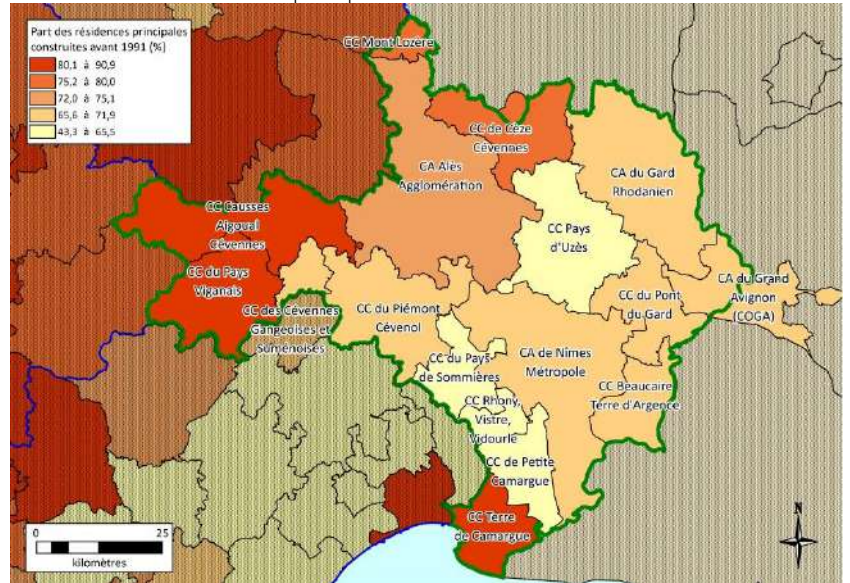 Part des résidences principales
construites avant 1991 (%)
80,1 à 90,9
75,2 à 80,0
72,0 à 75,1
65,6 à 71,9
43,3 à 65,5
CC Mont Lozère
CC de Cèze
Cévennes
CA Alès
Agglomération
CA du Gard
Rhodanien
CC Causses
Aigoual
Cévennes
CC Pays
d'Uzès
CC du Pays
Viganais
CA du Grand
Avignon
(COGA)
CC du Pont
du Gard
CC des Cévennes
Gangeoises et
Suménoises
CC du Piémont
Cévenol
CC du Pays
de Sommières
CA de Nîmes
Métropole
CC Beaucaire
Terre d'Argence
CC Rhony,
Vistre,
Vidourle
CC de Petite
Camargue
CC Terre
de Camargue
0 25
kilomètres
N